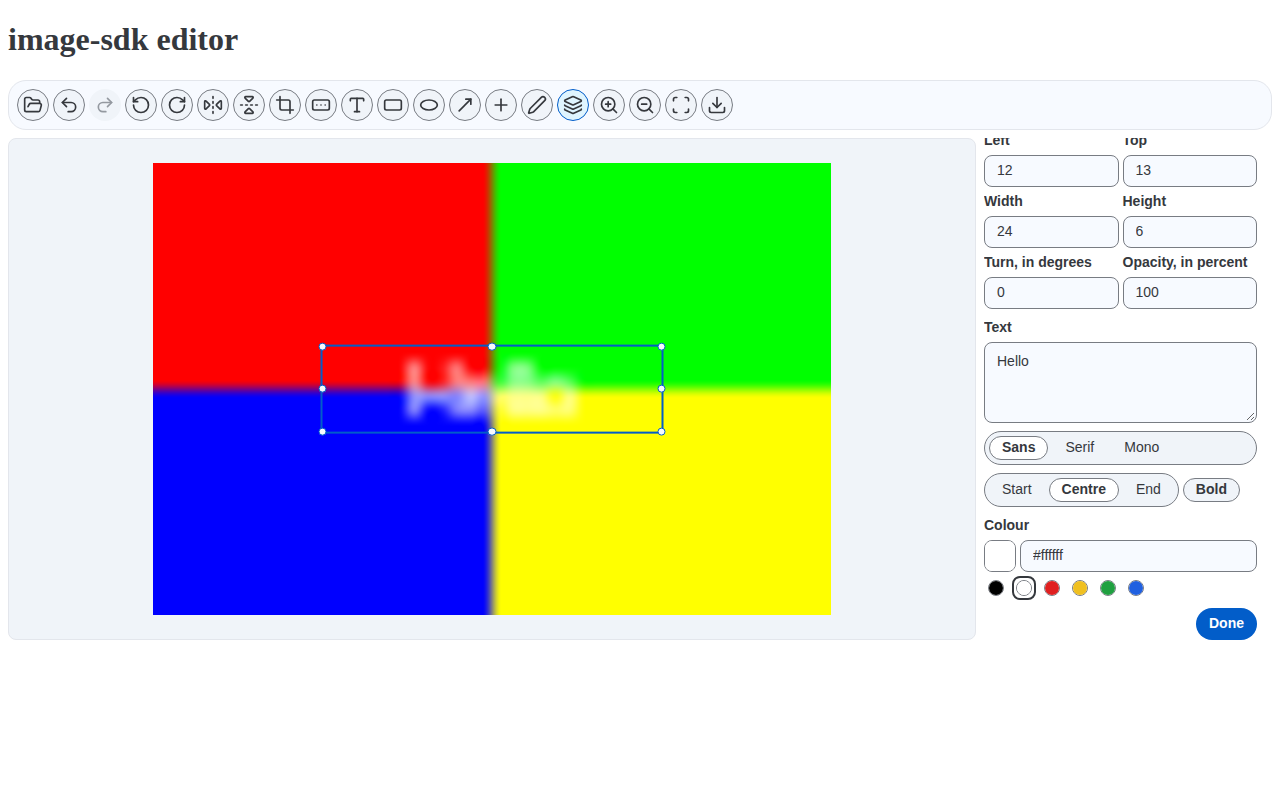 image-sdk editor
Left Top
12 13
Width Height
24 6
Turn, in degrees Opacity, in percent
0 100
Text
Hello
Hello
Sans Serif Mono
Start Centre End Bold
Colour
#ffffff
Done